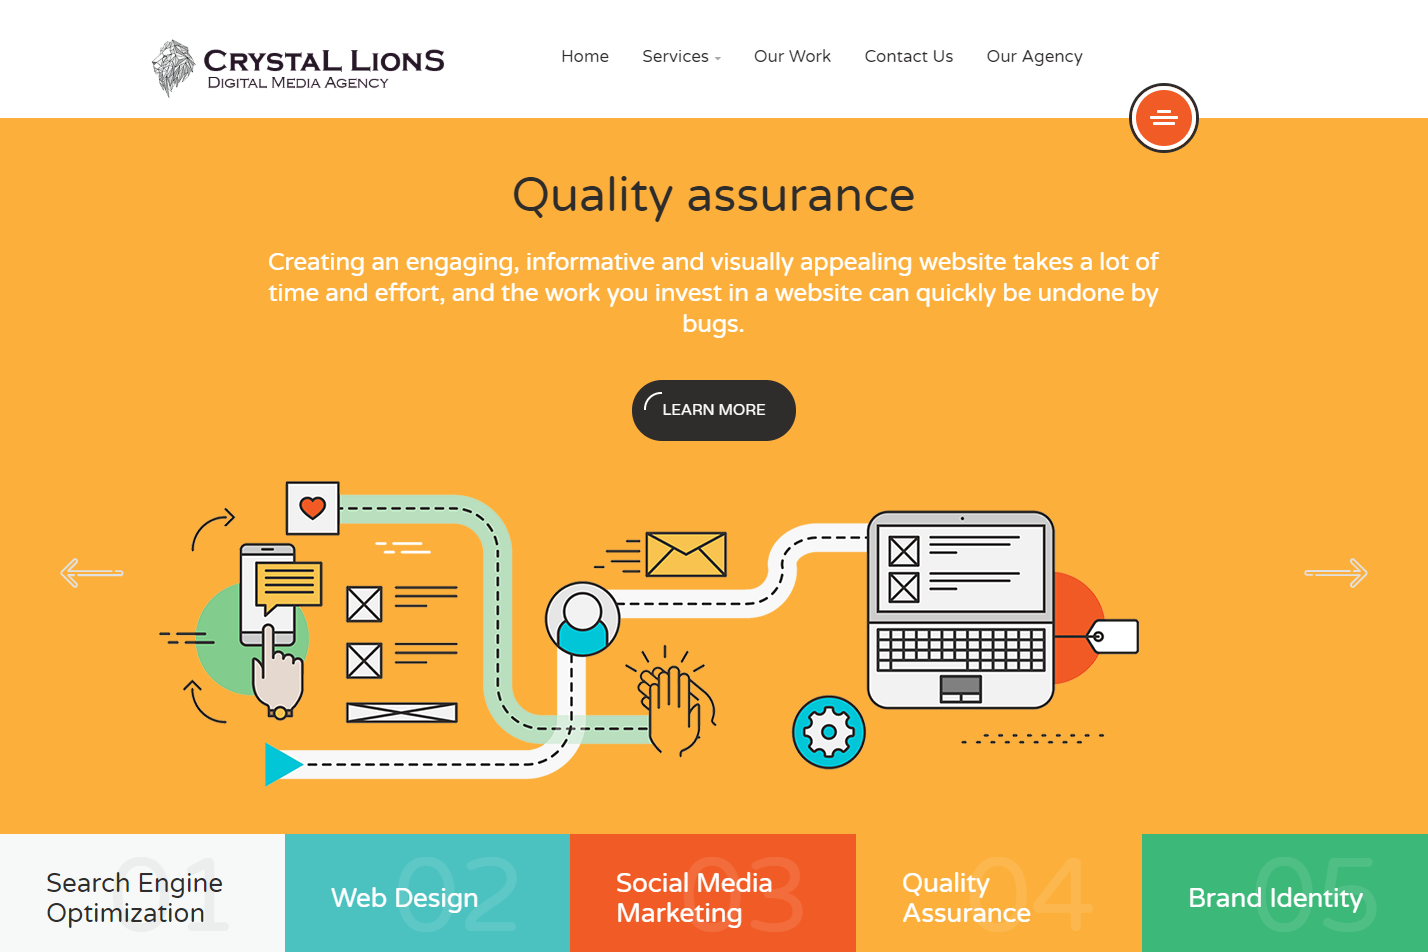 CRYSTAL LIONS
DIGITAL MEDIA AGENCY
Home Services Our Work Contact Us Our Agency
Quality assurance
Creating an engaging, informative and visually appealing website takes a lot of
time and effort, and the work you invest in a website can quickly be undone by
bugs.
LEARN MORE
01
Search Engine
Optimization
02
Web Design
03
Social Media
Marketing
04
Quality
Assurance
05
Brand Identity